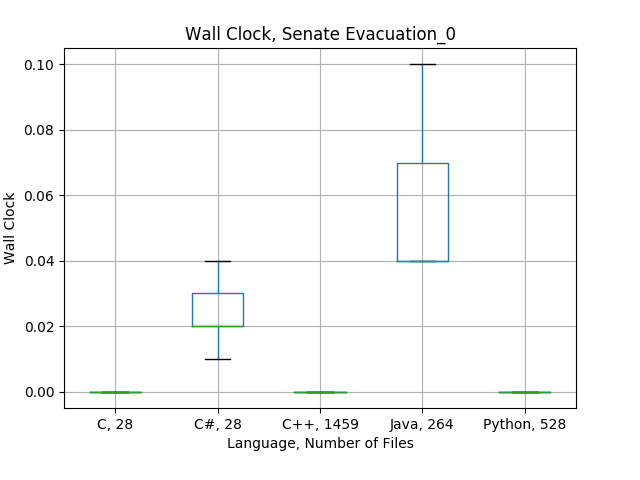 Wall Clock, Senate Evacuation_0
0.10
0.08
0.06
0.04
0.02
0.00
Wall Clock
C, 28
C#, 28
C++, 1459
Java, 264
Python, 528
Language, Number of Files